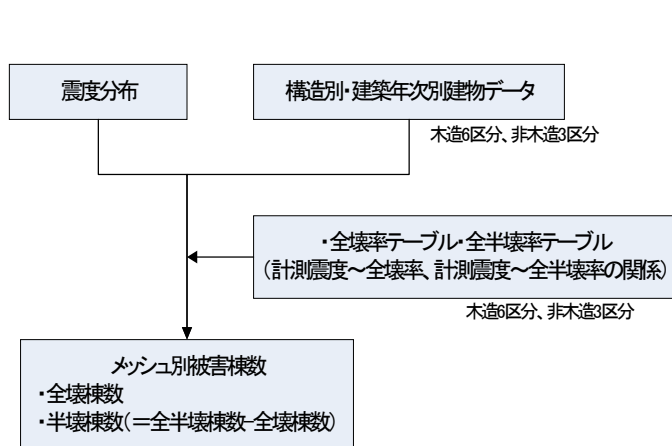 震度分布
構造別・建築年次別建物データ
木造6区分、非木造3区分
・全壊率テーブル・全半壊率テーブル
(計測震度～全壊率、計測震度～全半壊率の関係)
木造6区分、非木造3区分
メッシュ別被害棟数
・全壊棟数
・半壊棟数(＝全半壊棟数-全壊棟数)